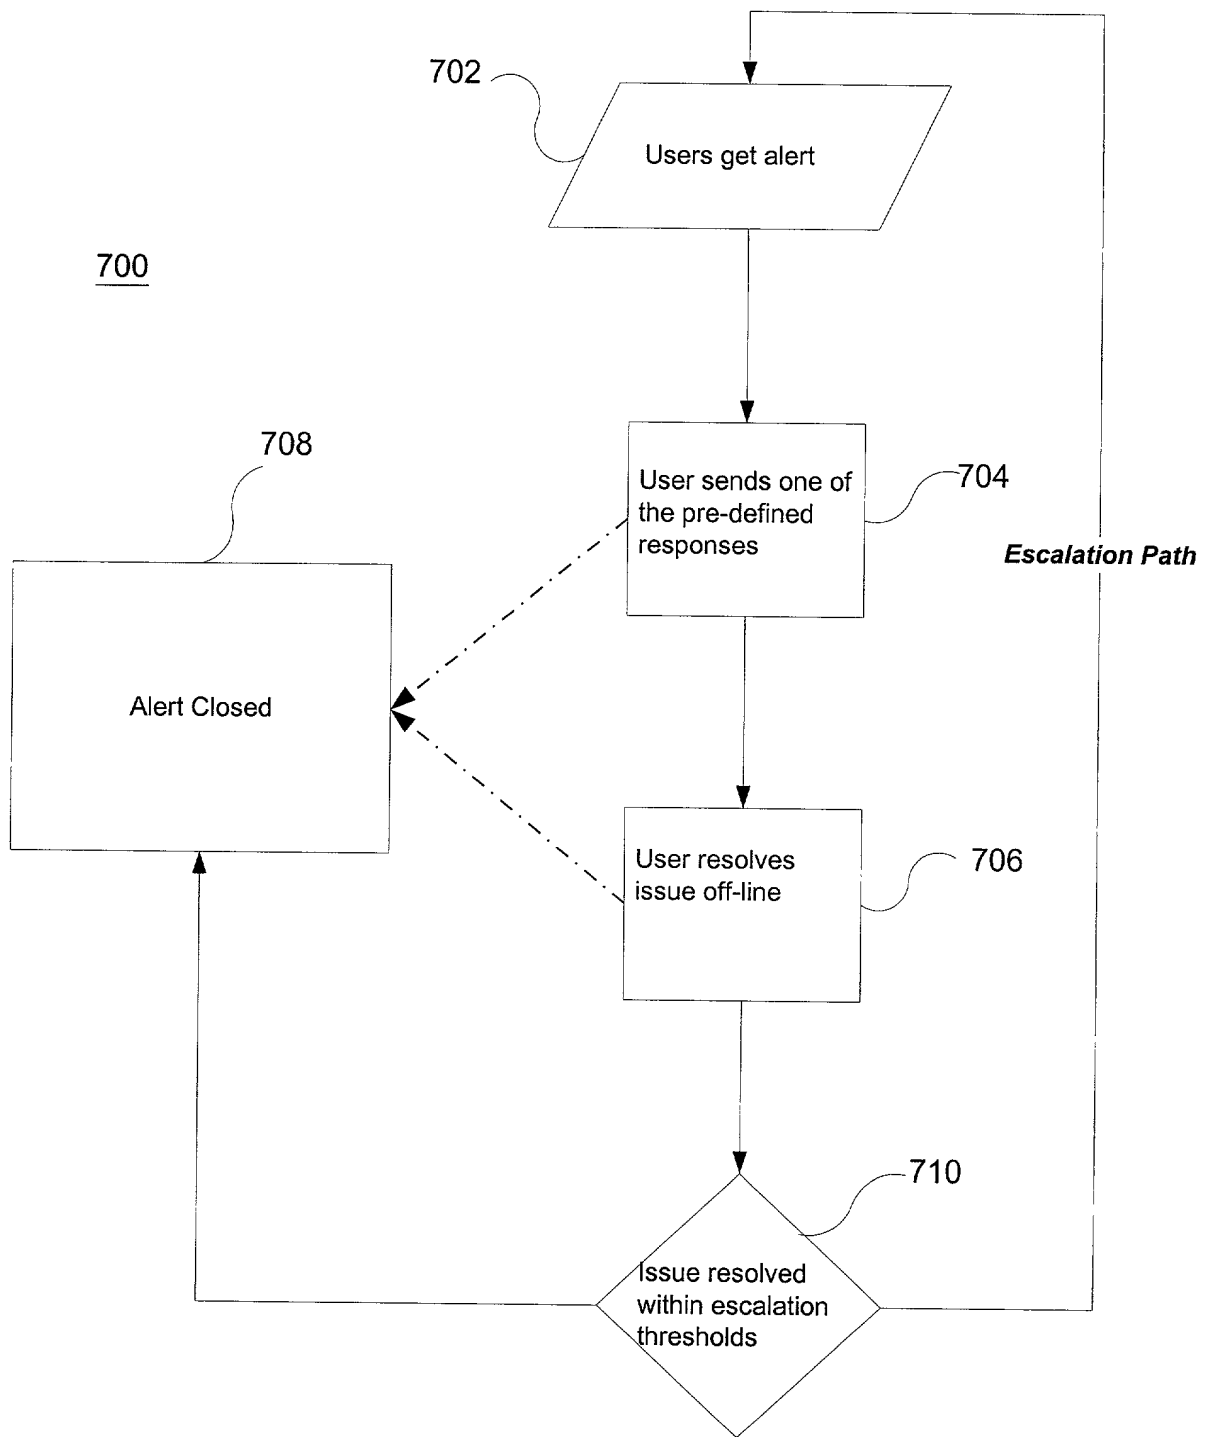 702
Users get alert
700
708
User sends one of
the pre-defined
responses
704
Escalation Path
Alert Closed
User resolves
issue off-line
706
710
Issue resolved
within escalation
thresholds